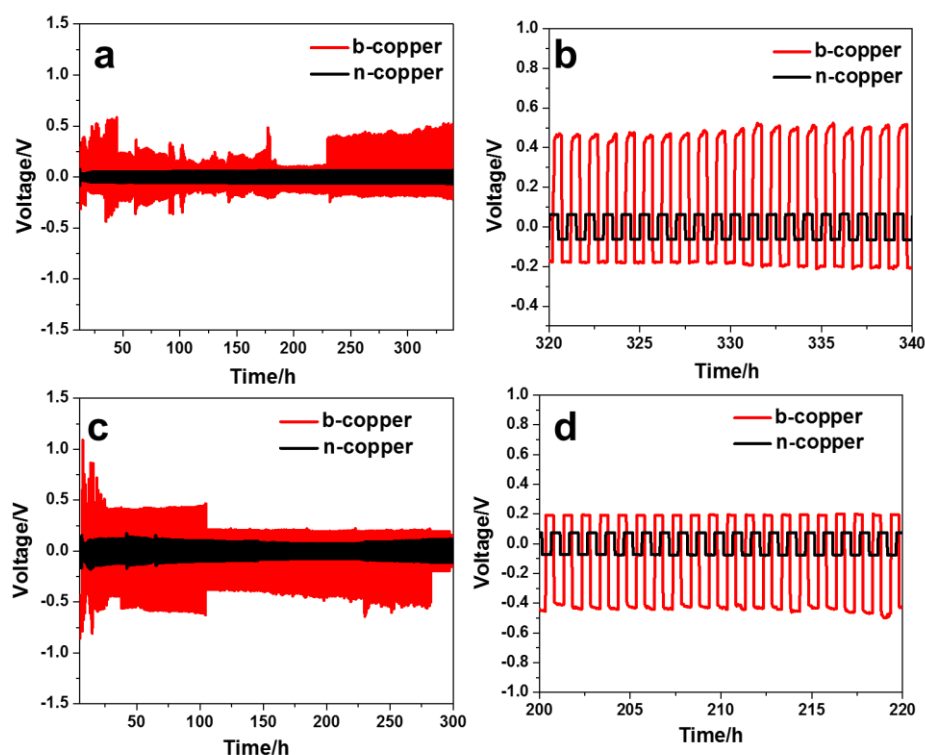 a
b-copper
n-copper
Voltage/V
1.5
1.0
0.5
0.0
-0.5
-1.0
-1.5
50 100 150 200 250 300
Time/h
b
b-copper
n-copper
Voltage/V
1.0
0.8
0.6
0.4
0.2
0.0
-0.2
-0.4
320 325 330 335 340
Time/h
c
b-copper
n-copper
Voltage/V
1.5
1.0
0.5
0.0
-0.5
-1.0
-1.5
50 100 150 200 250 300
Time/h
d
b-copper
n-copper
Voltage/V
1.0
0.8
0.6
0.4
0.2
0.0
-0.2
-0.4
-0.6
-0.8
-1.0
200 205 210 215 220
Time/h